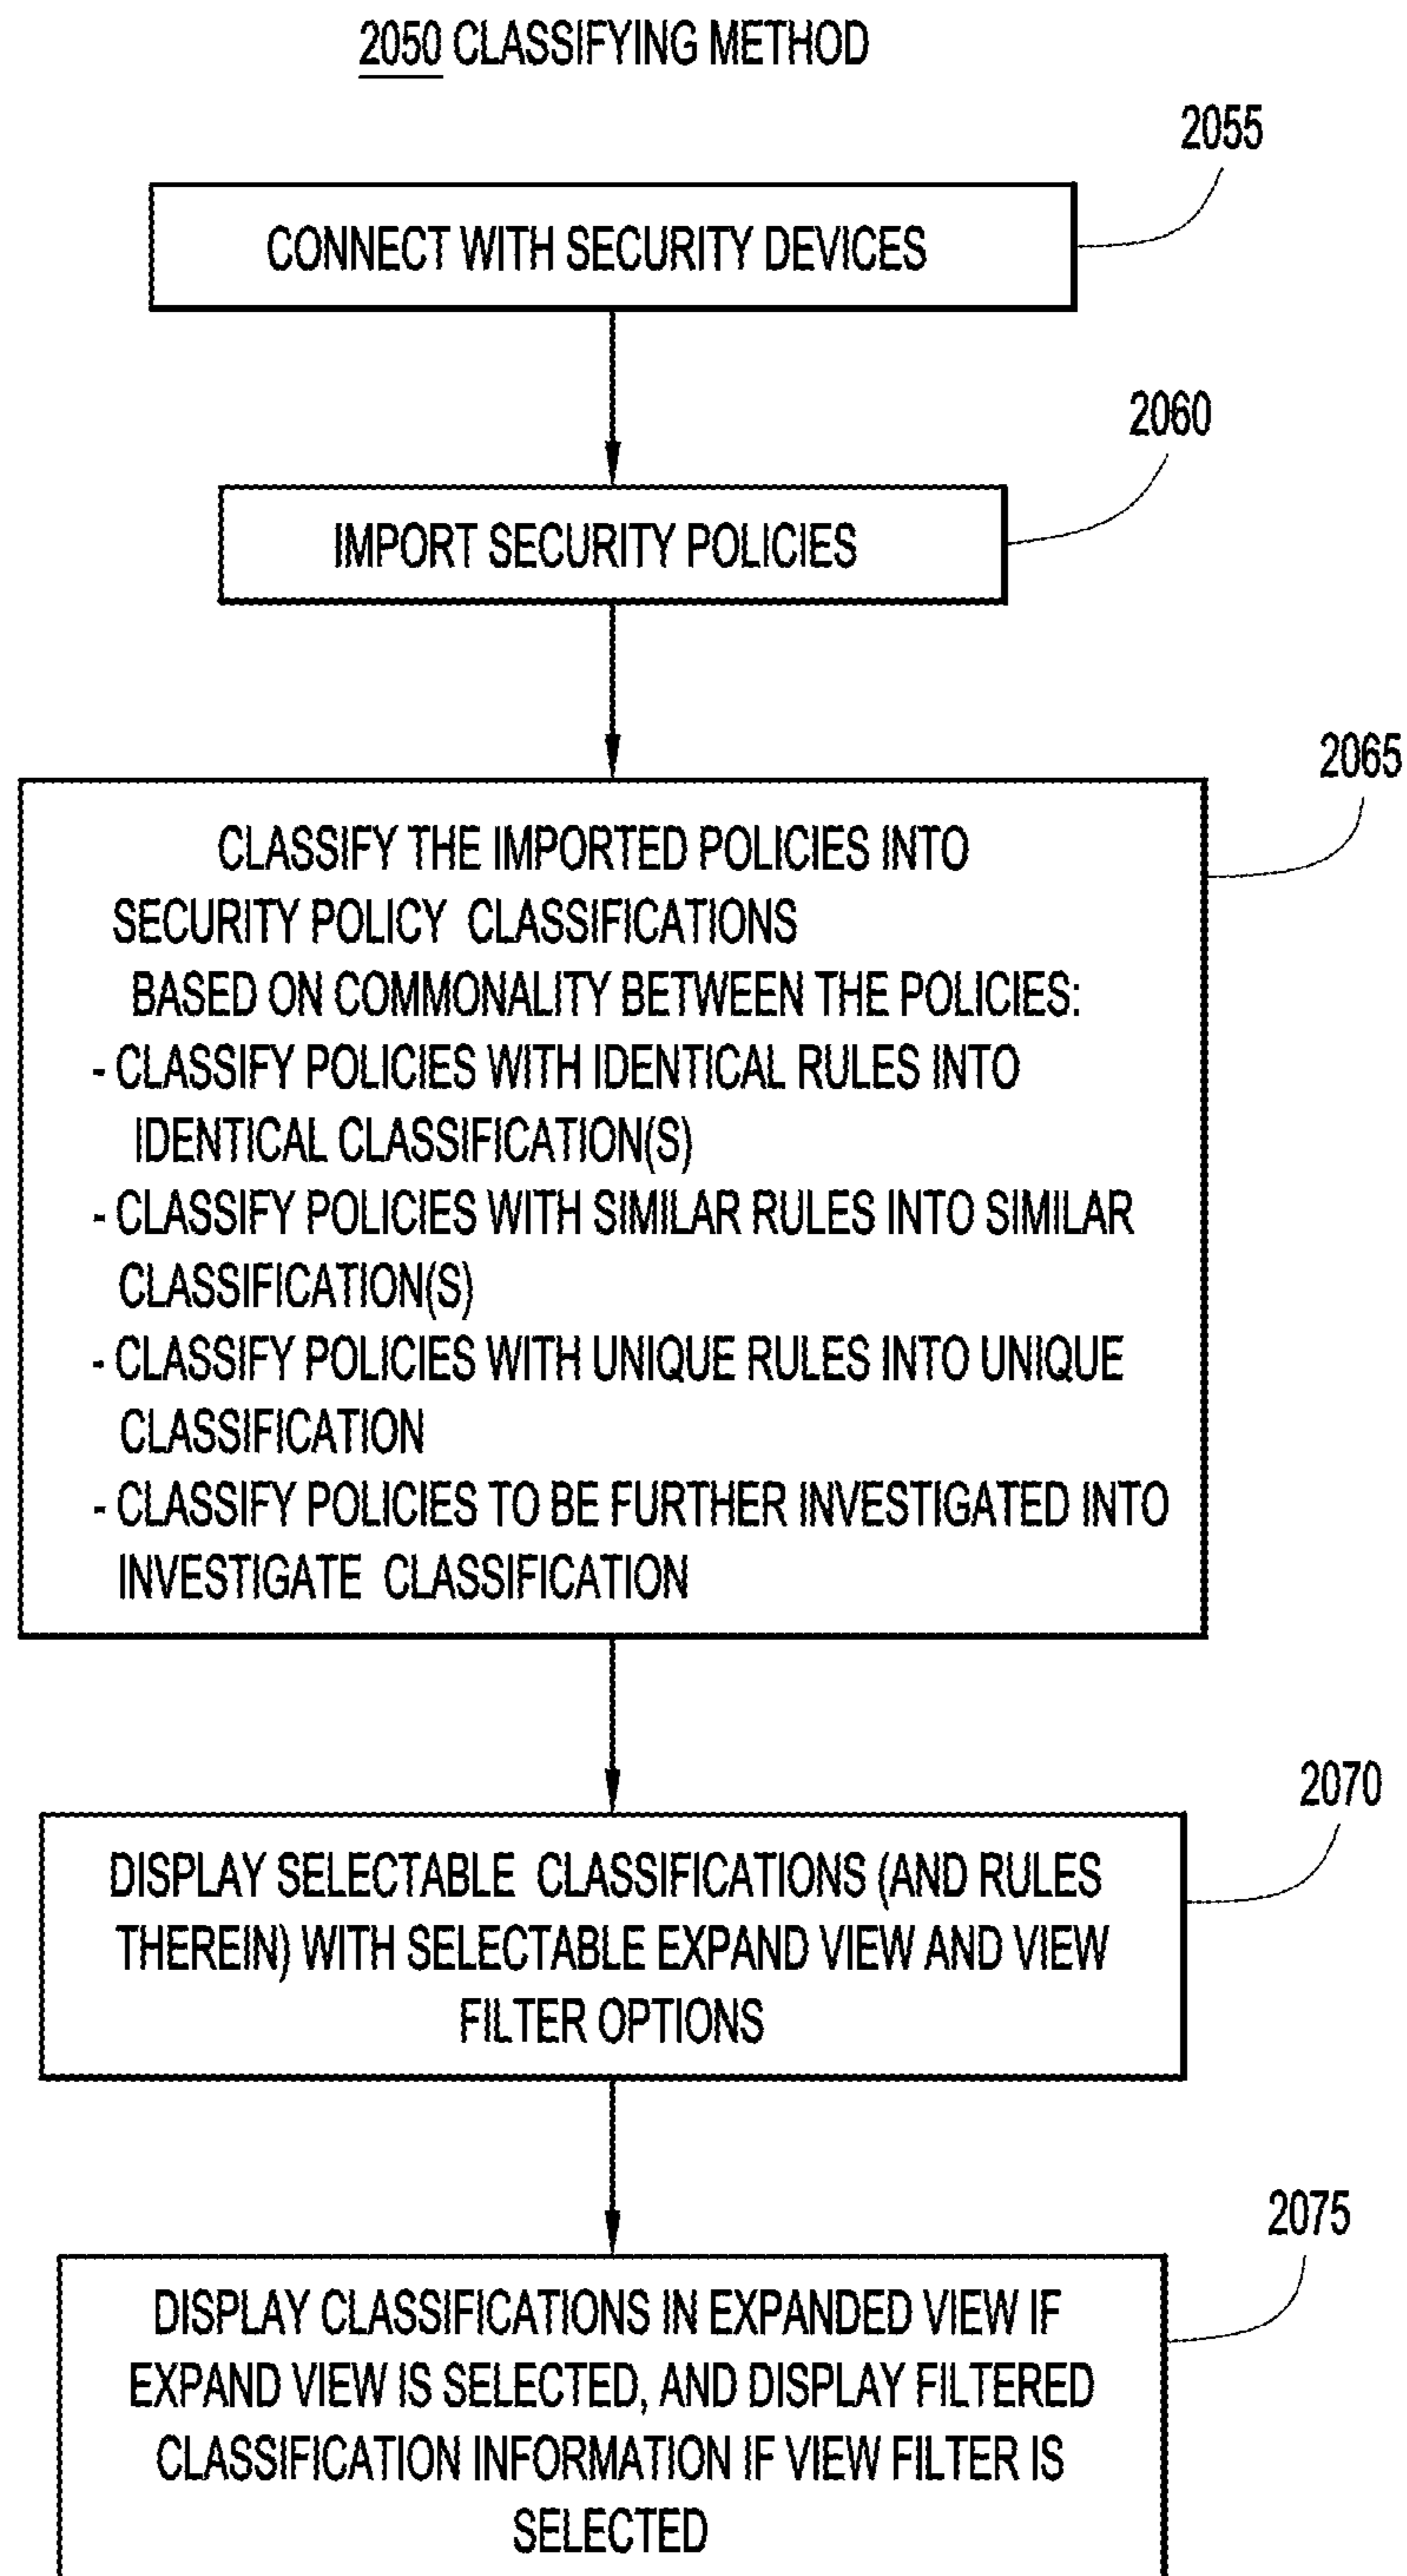 2050 CLASSIFYING METHOD
2055
CONNECT WITH SECURITY DEVICES
2060
IMPORT SECURITY POLICIES
2065
CLASSIFY THE IMPORTED POLICIES INTO
SECURITY POLICY CLASSIFICATIONS
BASED ON COMMONALITY BETWEEN THE POLICIES:
- CLASSIFY POLICIES WITH IDENTICAL RULES INTO
IDENTICAL CLASSIFICATION(S)
- CLASSIFY POLICIES WITH SIMILAR RULES INTO SIMILAR
CLASSIFICATION(S)
- CLASSIFY POLICIES WITH UNIQUE RULES INTO UNIQUE
CLASSIFICATION
- CLASSIFY POLICIES TO BE FURTHER INVESTIGATED INTO
INVESTIGATE CLASSIFICATION
2070
DISPLAY SELECTABLE CLASSIFICATIONS (AND RULES
THEREIN) WITH SELECTABLE EXPAND VIEW AND VIEW
FILTER OPTIONS
2075
DISPLAY CLASSIFICATIONS IN EXPANDED VIEW IF
EXPAND VIEW IS SELECTED, AND DISPLAY FILTERED
CLASSIFICATION INFORMATION IF VIEW FILTER IS
SELECTED